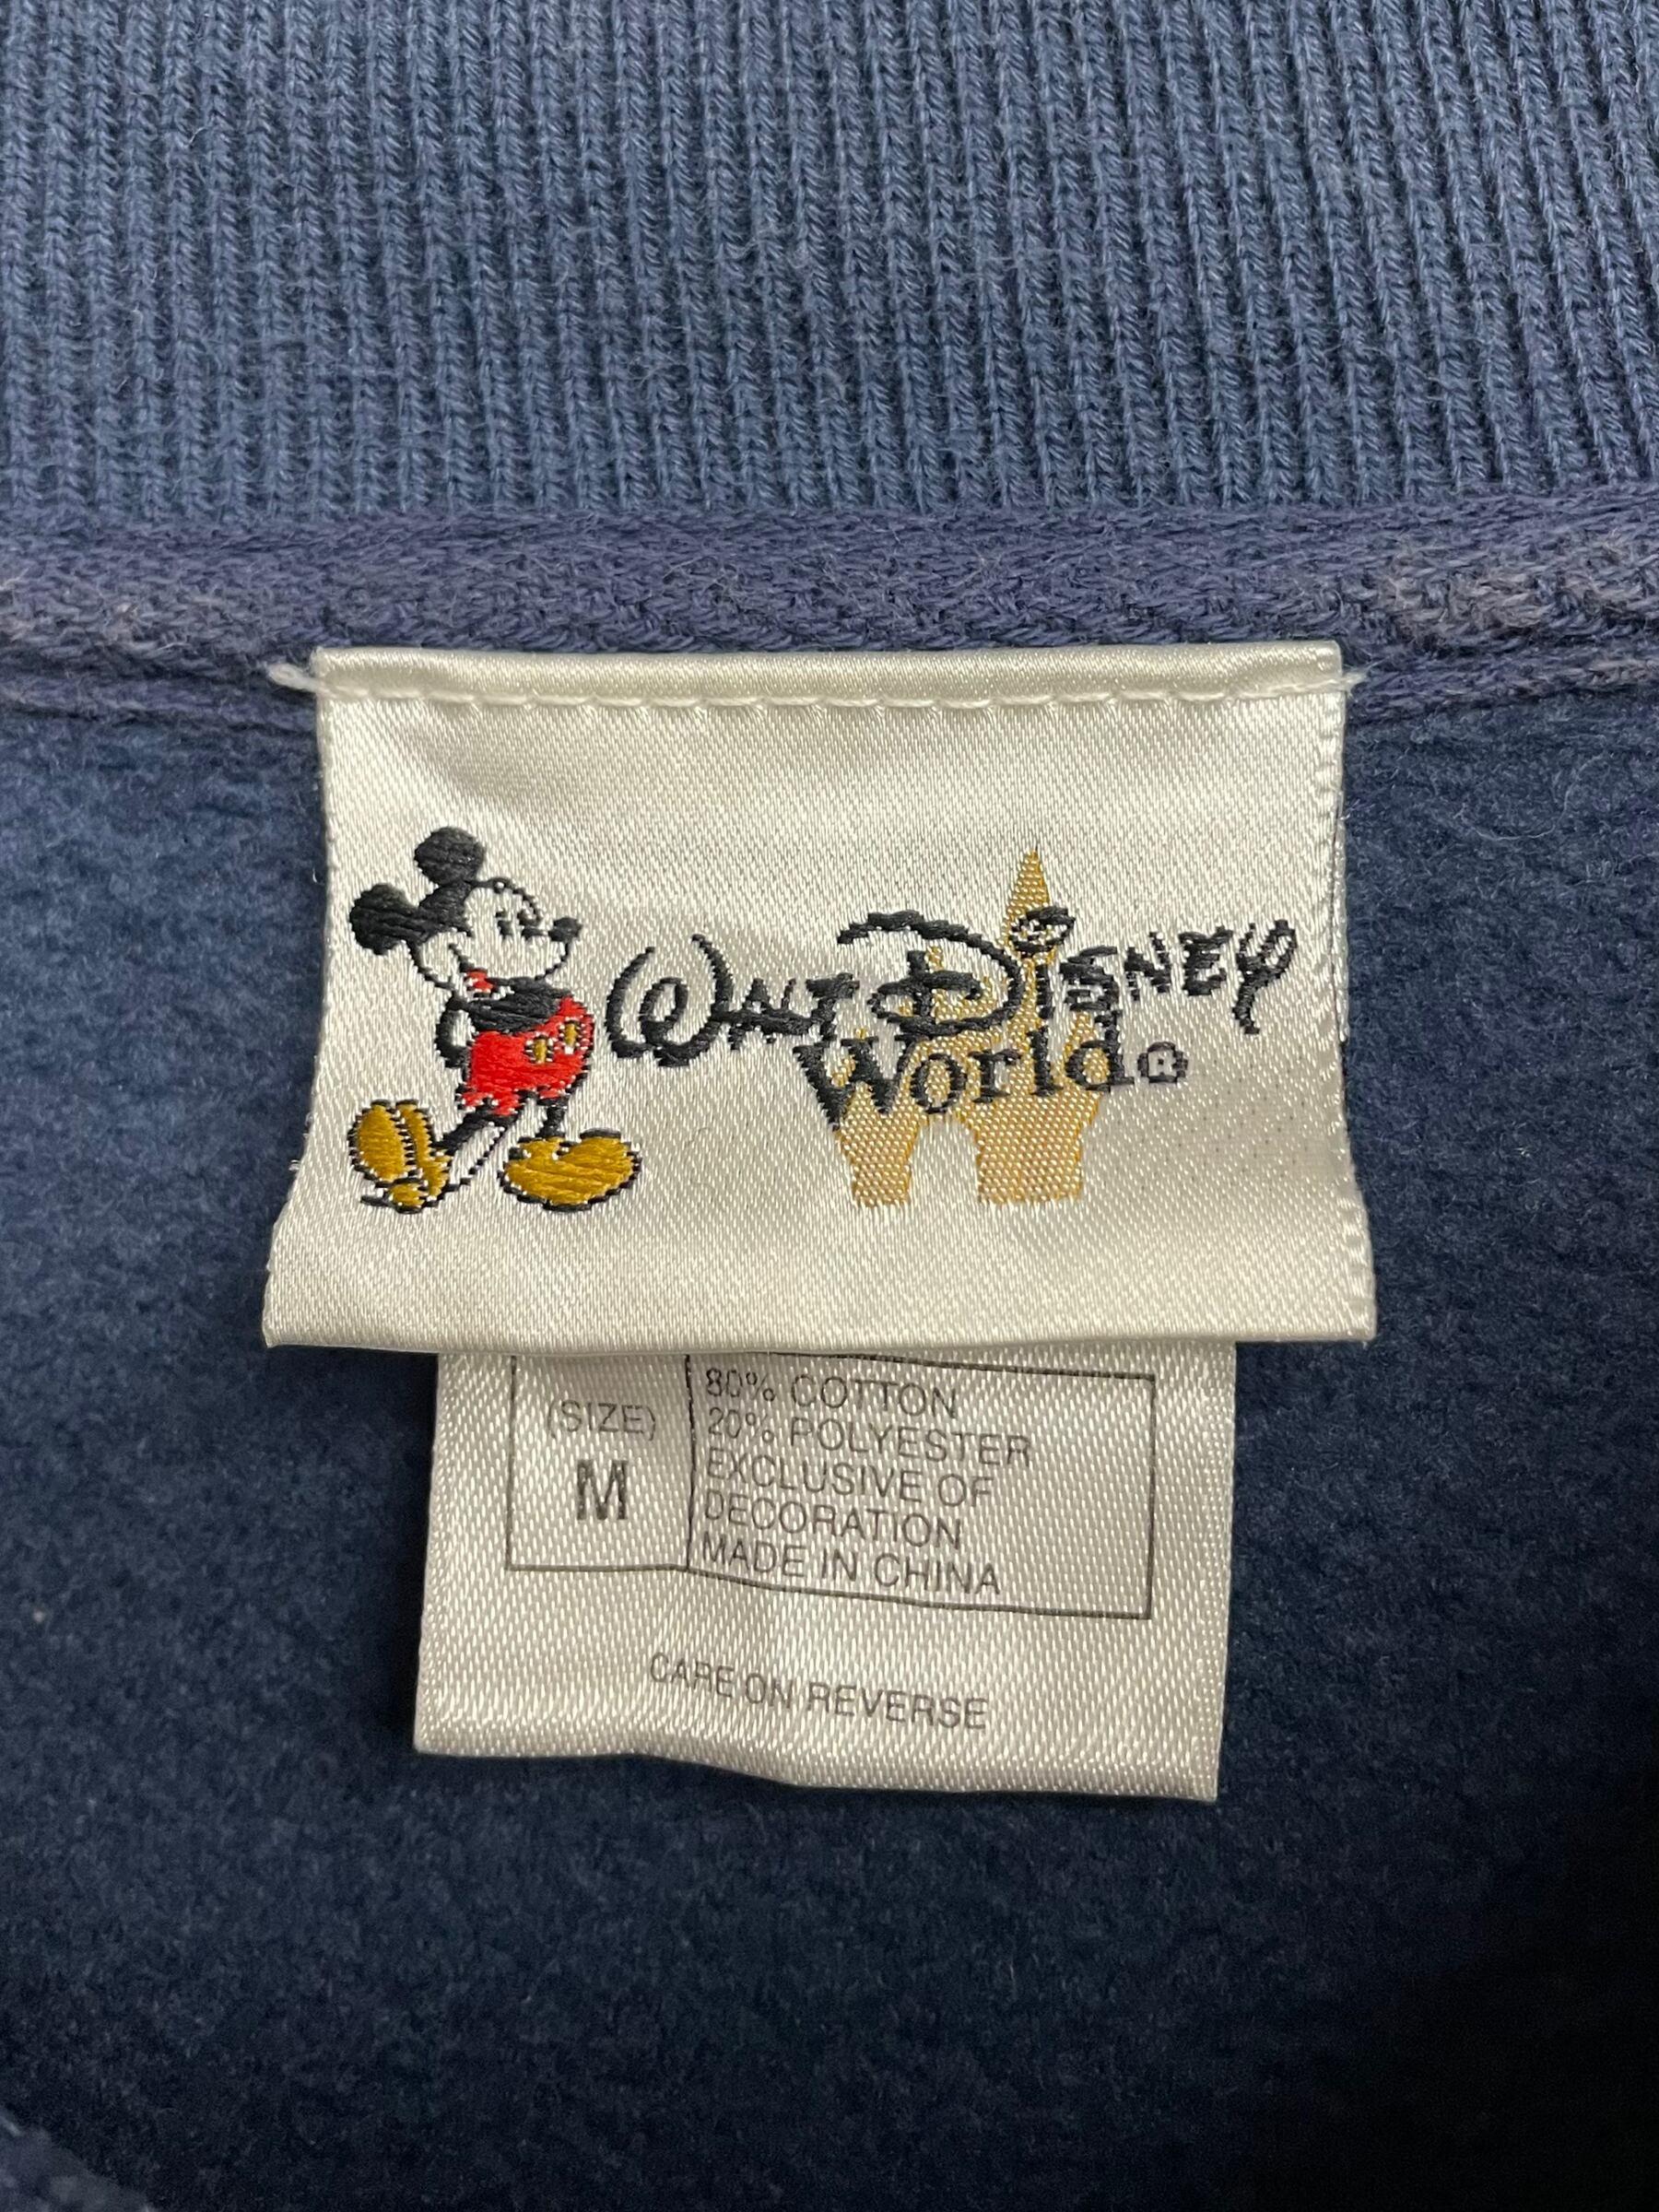 WALT DISNEY
World®
(SIZE)
M
80% COTTON
20% POLYESTER
EXCLUSIVE OF
DECORATION
MADE IN CHINA
CARE ON REVERSE